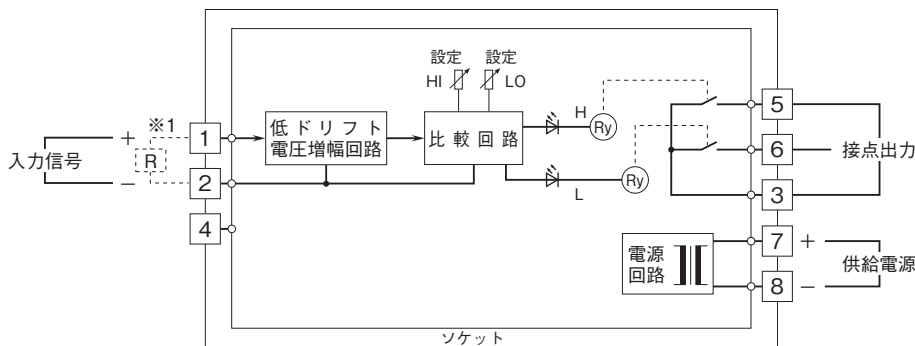 設定
HI
設定
LO
※1
入力信号
+
R
−
1
2
4
低ドリフト
電圧増幅回路
比較回路
H
Ry
L
Ry
5
6
3
接点出力
電源
回路
7
+
8
−
供給電源
ソケット